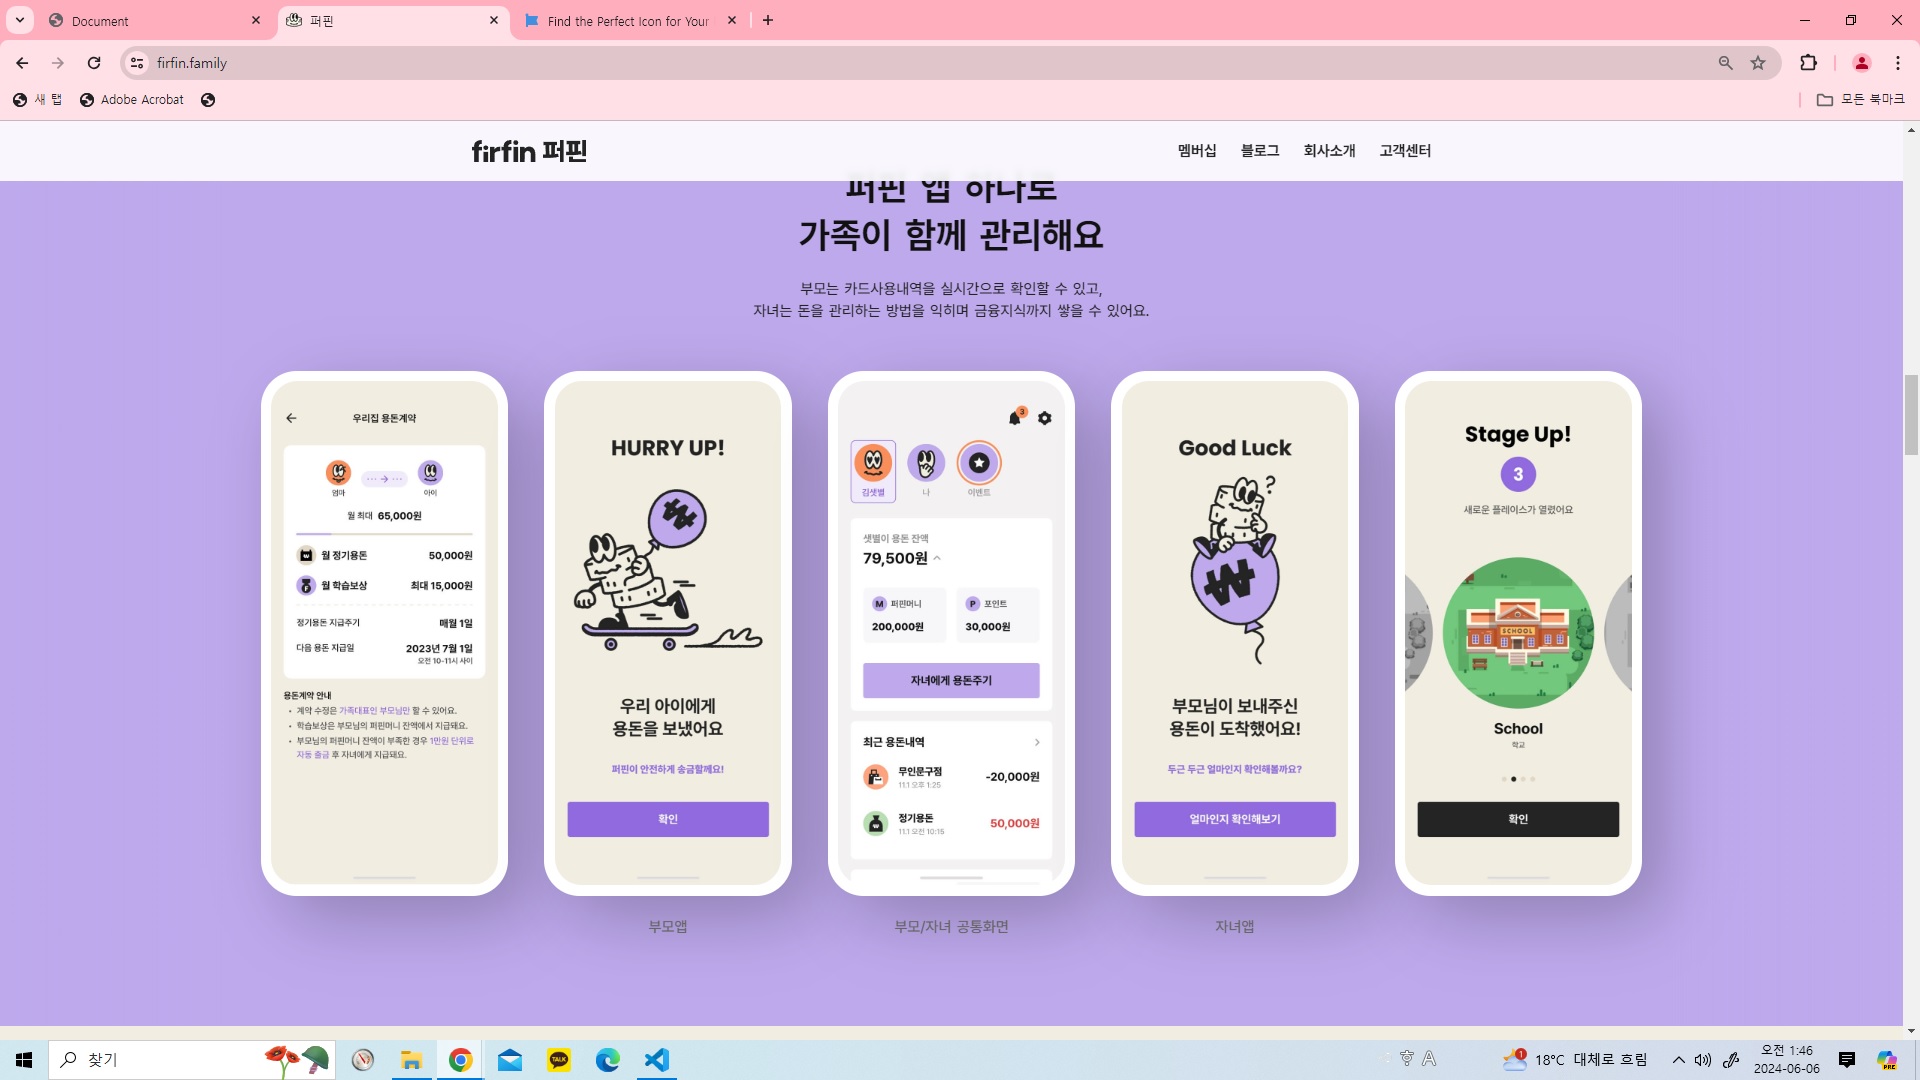 Document
퍼핀
Find the Perfect Icon for Your
firfin.family
새 탭
Adobe Acrobat
모든 북마크
firfin 퍼핀
멤버십
블로그
회사소개
고객센터
퍼핀 앱 하나로
가족이 함께 관리해요
부모는 카드사용내역을 실시간으로 확인할 수 있고,
자녀는 돈을 관리하는 방법을 익히며 금융지식까지 쌓을 수 있어요.
우리집 용돈계약
엄마
아이
월 최대 65,000원
월 정기용돈 50,000원
월 학습보상 최대 15,000원
정기용돈 지급주기 매월 1일
다음 용돈 지급일 2023년 7월 1일
오전 10-11시 사이
용돈계약 안내
• 계약 수정은 가족대표인 부모님만 할 수 있어요.
• 학습보상은 부모님의 퍼핀머니 잔액에서 지급돼요.
• 부모님의 퍼핀머니 잔액이 부족한 경우 1만원 단위로
자동 출금 후 자녀에게 지급돼요.
HURRY UP!
₩
우리 아이에게
용돈을 보냈어요
퍼핀이 안전하게 송금할께요!
확인
부모앱
3
김샛별
나
이벤트
샛별이 용돈 잔액
79,500원
M 퍼핀머니
200,000원
P 포인트
30,000원
자녀에게 용돈주기
최근 용돈내역
무인문구점 -20,000원
11.1 오후 1:25
정기용돈 50,000원
11.1 오전 10:15
부모/자녀 공통화면
Good Luck
?
₩
부모님이 보내주신
용돈이 도착했어요!
두근 두근 얼마인지 확인해볼까요?
얼마인지 확인해보기
자녀앱
Stage Up!
3
새로운 플레이스가 열렸어요
SCHOOL
School
학교
확인
찾기
TALK
1
18°C 대체로 흐림
오전 1:46
2024-06-06
PRE